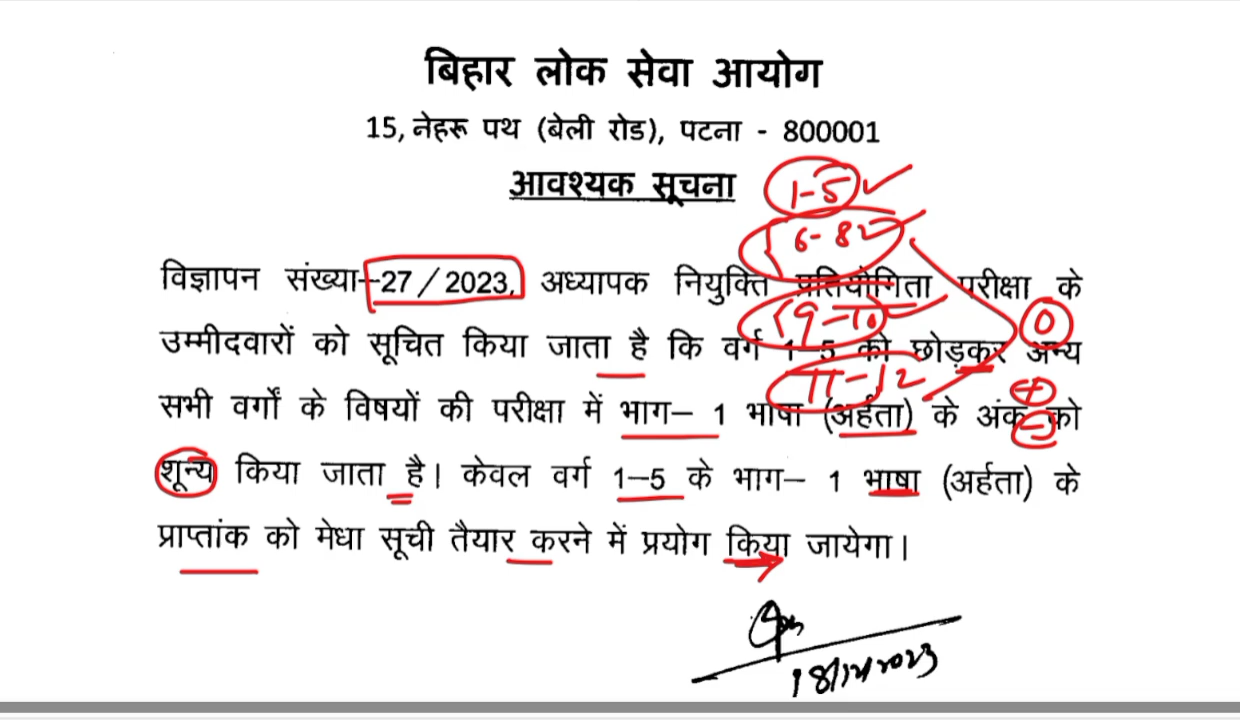 बिहार लोक सेवा आयोग
15, नेहरू पथ (बेली रोड), पटना - 800001
आवश्यक सूचना
1-5
6-8
विज्ञापन संख्या-27/2023, अध्यापक नियुक्ति प्रतियोगिता परीक्षा के
9-10
0
उम्मीदवारों को सूचित किया जाता है कि वर्ग 1-5 को छोड़कर अन्य
11-12
+
सभी वर्गों के विषयों की परीक्षा में भाग- 1 भाषा (अर्हता) के अंक को
-
शून्य किया जाता है। केवल वर्ग 1-5 के भाग- 1 भाषा (अर्हता) के
प्राप्तांक को मेधा सूची तैयार करने में प्रयोग किया जायेगा।
18/12/2023